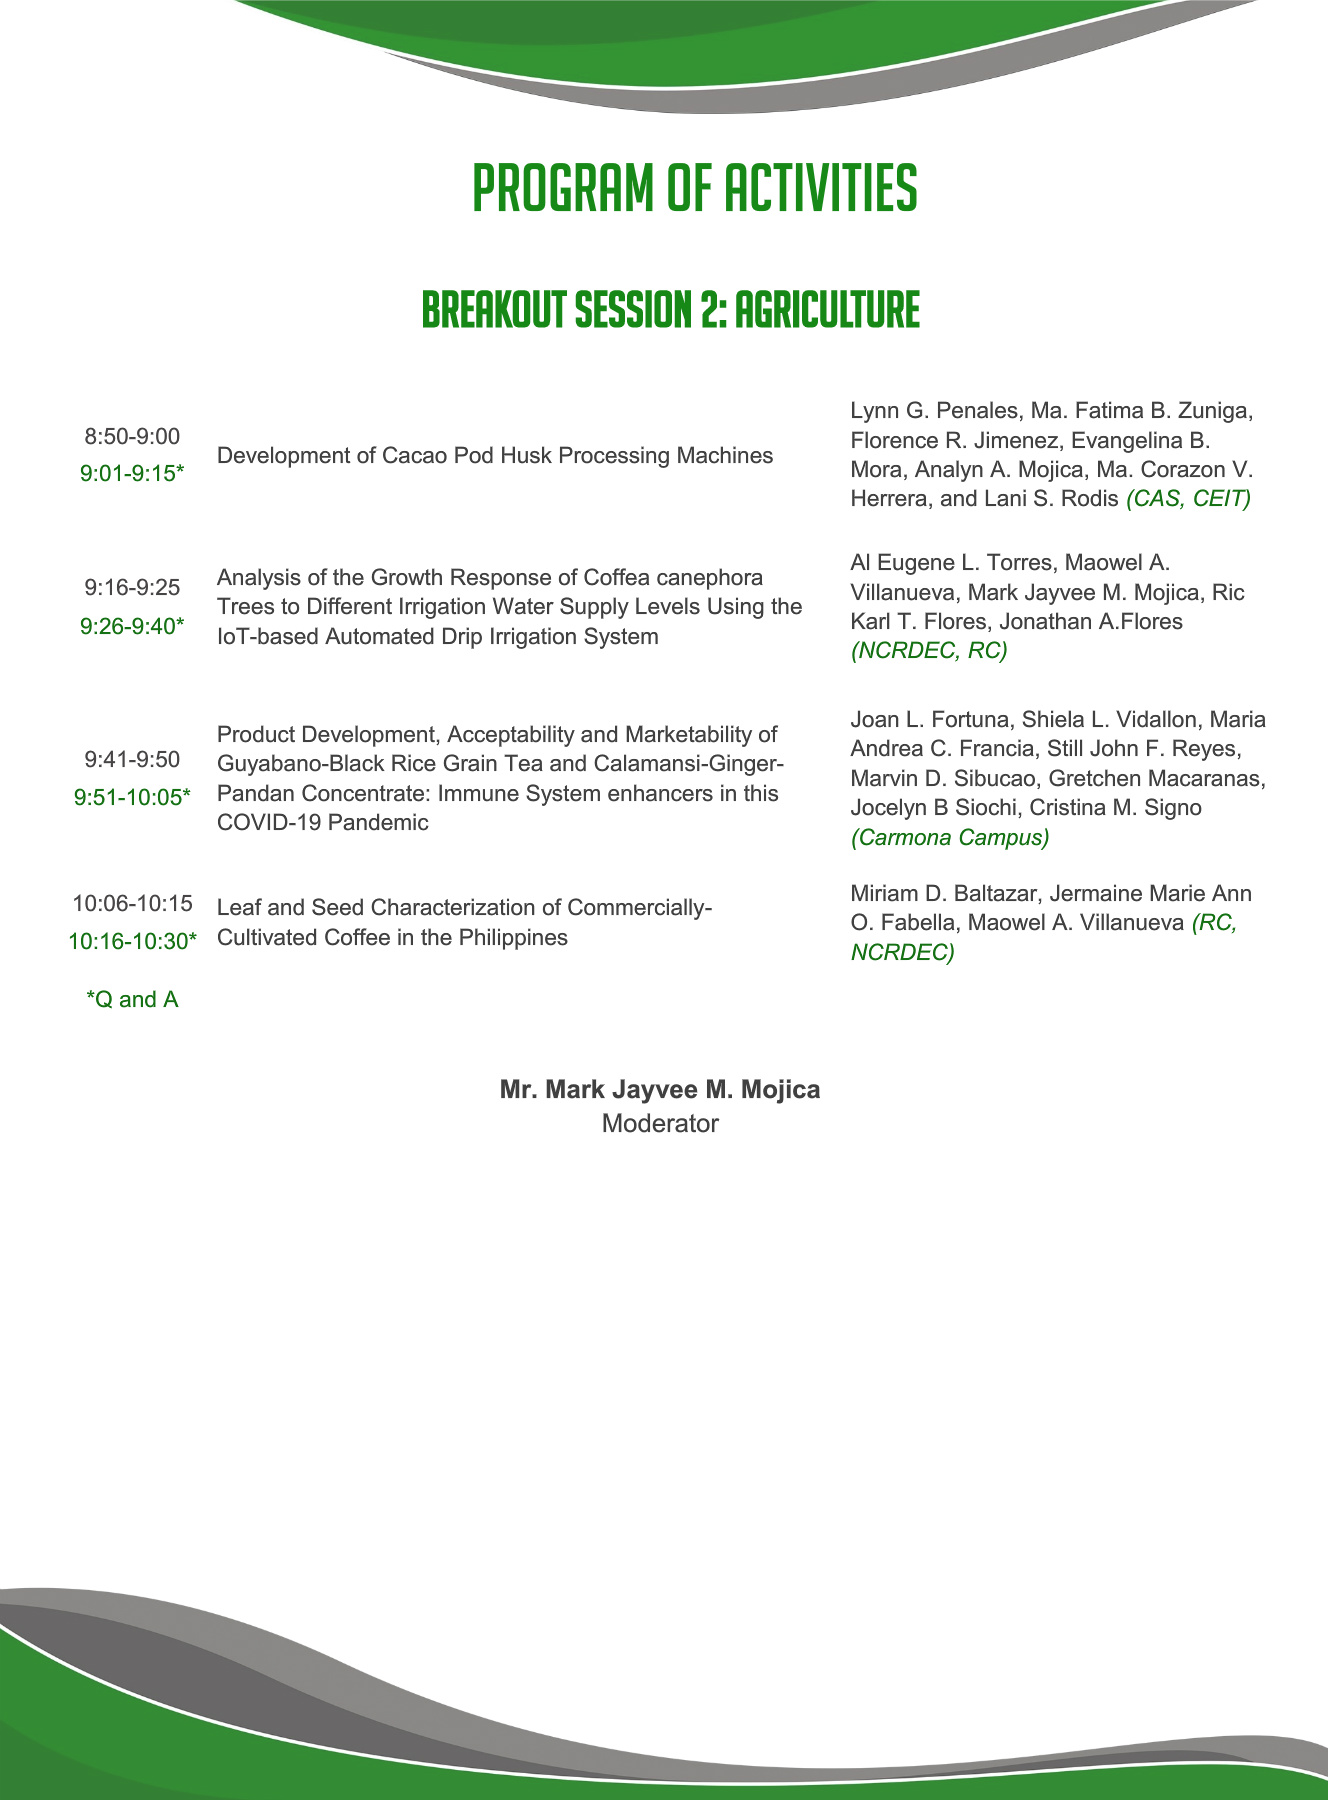 PROGRAM OF ACTIVITIES
BREAKOUT SESSION 2: AGRICULTURE
8:50-9:00
9:01-9:15*
Development of Cacao Pod Husk Processing Machines
Lynn G. Penales, Ma. Fatima B. Zuniga,
Florence R. Jimenez, Evangelina B.
Mora, Analyn A. Mojica, Ma. Corazon V.
Herrera, and Lani S. Rodis (CAS, CEIT)
9:16-9:25
9:26-9:40*
Analysis of the Growth Response of Coffea canephora
Trees to Different Irrigation Water Supply Levels Using the
IoT-based Automated Drip Irrigation System
Al Eugene L. Torres, Maowel A.
Villanueva, Mark Jayvee M. Mojica, Ric
Karl T. Flores, Jonathan A.Flores
(NCRDEC, RC)
9:41-9:50
9:51-10:05*
Product Development, Acceptability and Marketability of
Guyabano-Black Rice Grain Tea and Calamansi-Ginger-
Pandan Concentrate: Immune System enhancers in this
COVID-19 Pandemic
Joan L. Fortuna, Shiela L. Vidallon, Maria
Andrea C. Francia, Still John F. Reyes,
Marvin D. Sibucao, Gretchen Macaranas,
Jocelyn B Siochi, Cristina M. Signo
(Carmona Campus)
10:06-10:15
10:16-10:30*
Leaf and Seed Characterization of Commercially-
Cultivated Coffee in the Philippines
Miriam D. Baltazar, Jermaine Marie Ann
O. Fabella, Maowel A. Villanueva (RC,
NCRDEC)
*Q and A
Mr. Mark Jayvee M. Mojica
Moderator